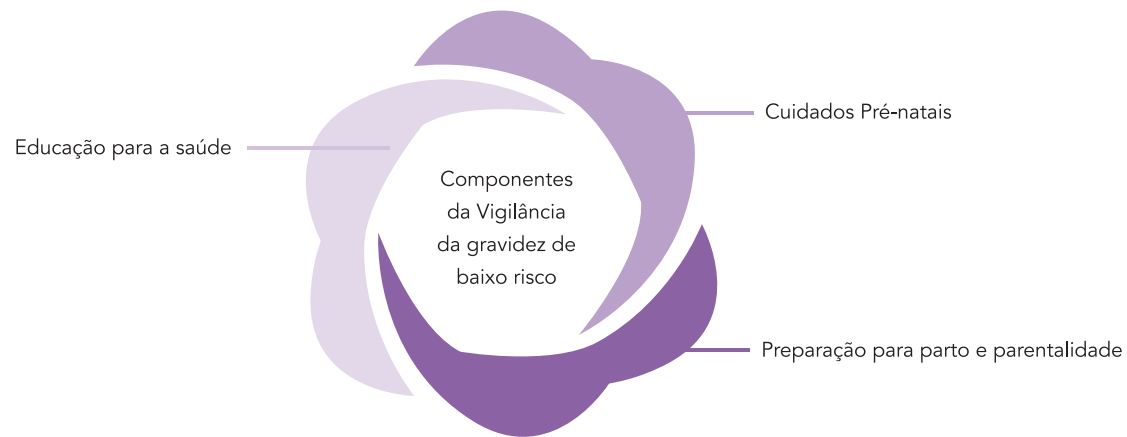 Cuidados Pré-natais
Educação para a saúde
Componentes
da Vigilância
da gravidez de
baixo risco
Preparação para parto e parentalidade